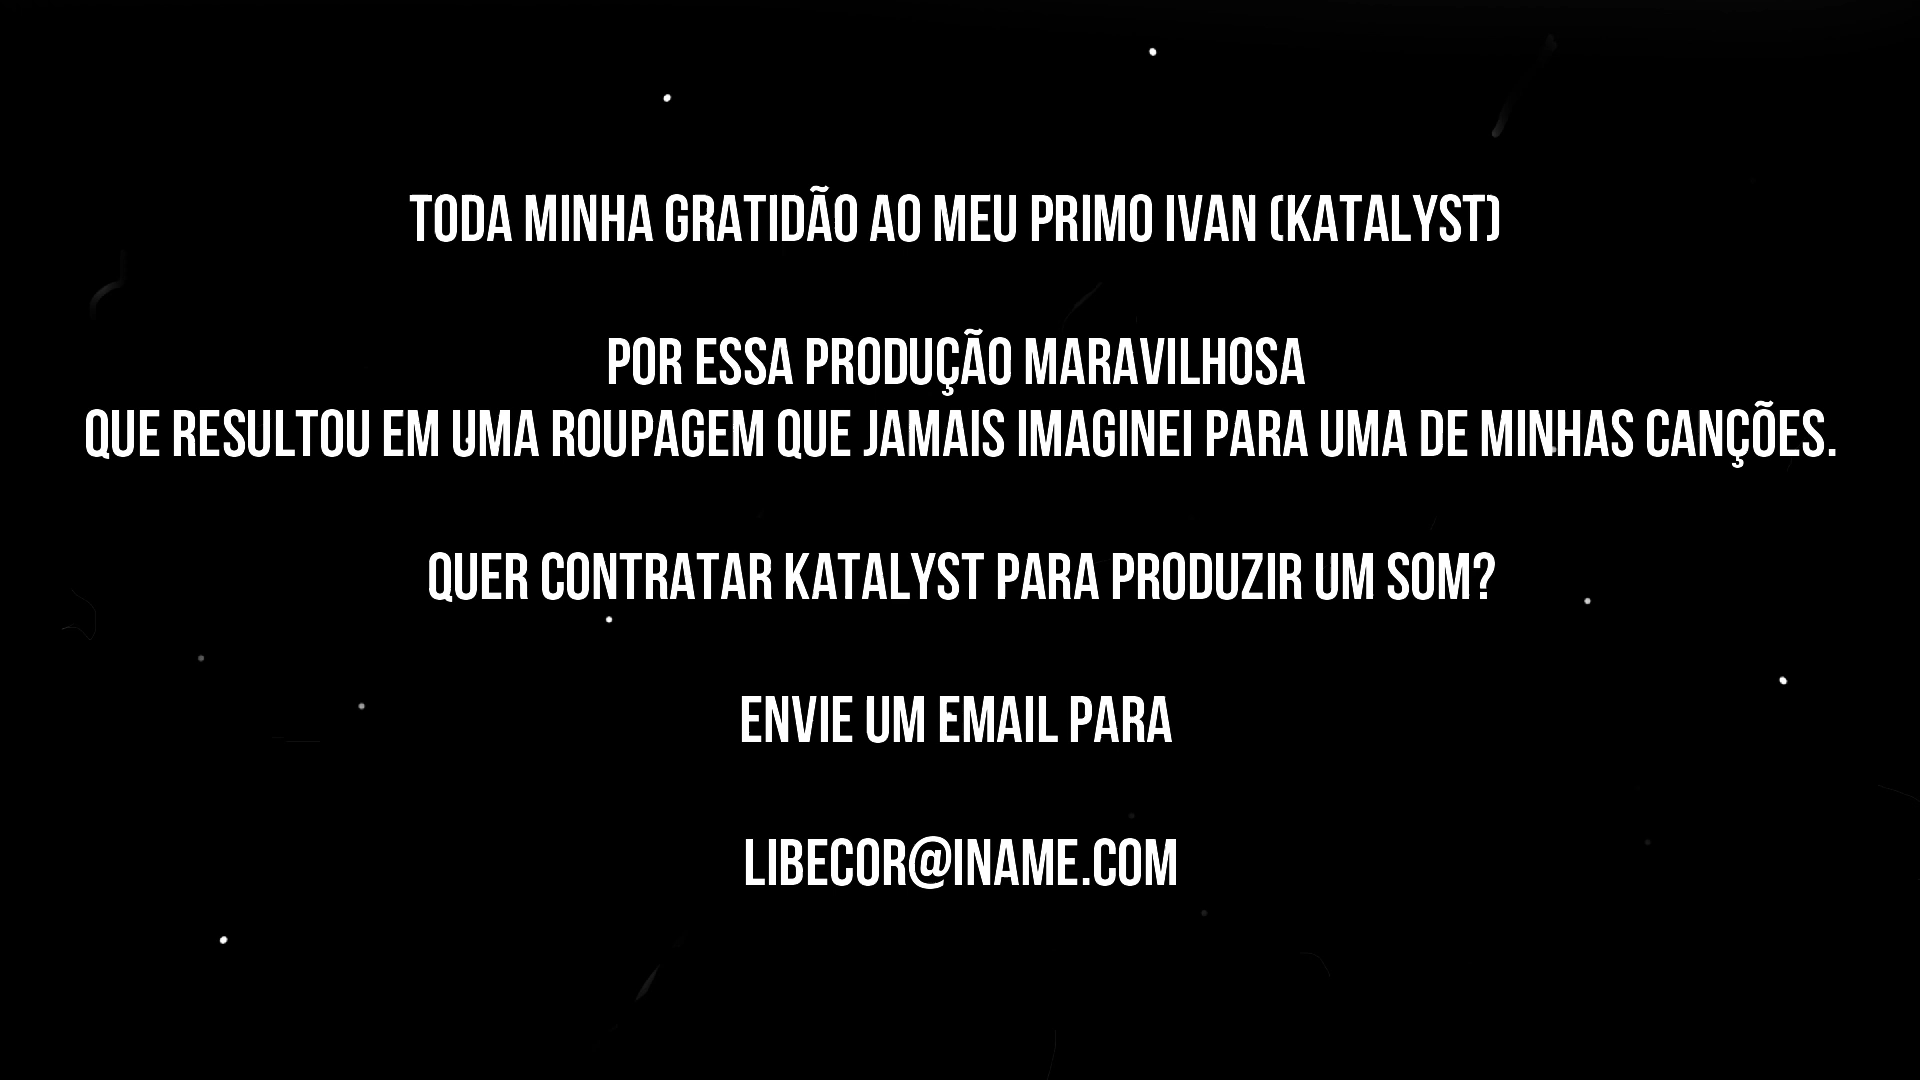 TODA MINHA GRATIDÃO AO MEU PRIMO IVAN (KATALYST)
POR ESSA PRODUÇÃO MARAVILHOSA
QUE RESULTOU EM UMA ROUPAGEM QUE JAMAIS IMAGINEI PARA UMA DE MINHAS CANÇÕES.
QUER CONTRATAR KATALYST PARA PRODUZIR UM SOM?
ENVIE UM EMAIL PARA
LIBECOR@INAME.COM